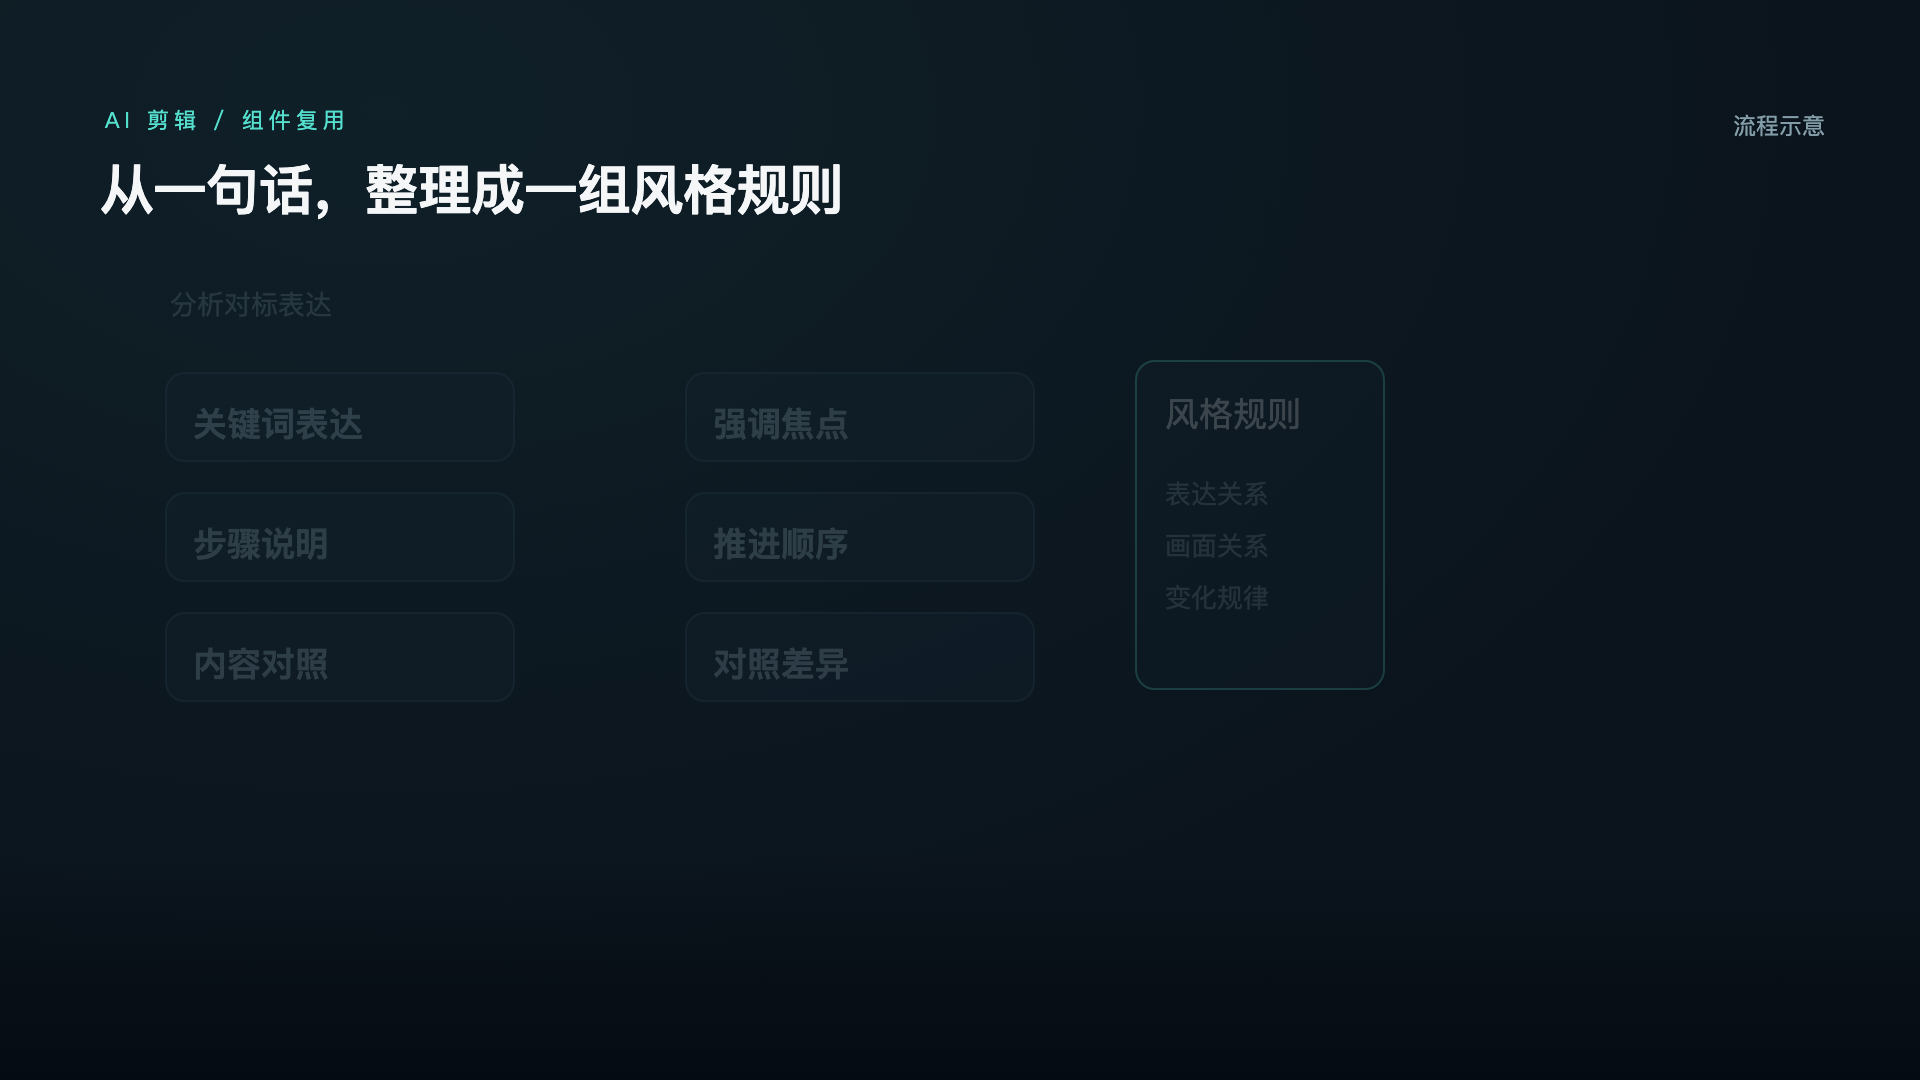 AI 剪辑 / 组件复用
流程示意
从一句话，整理成一组风格规则
分析对标表达
关键词表达
强调焦点
步骤说明
推进顺序
内容对照
对照差异
风格规则
表达关系
画面关系
变化规律